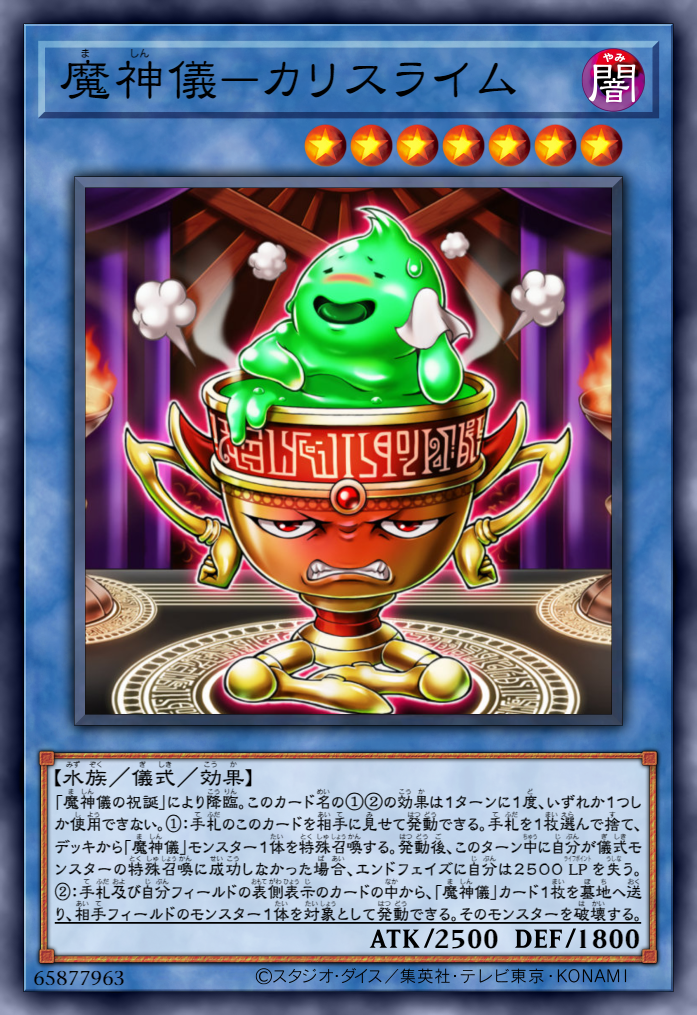 魔神儀－カリスライム
闇
【水族／儀式／効果】
「魔神儀の祝誕」により降臨。このカード名の①②の効果は1ターンに1度、いずれか1つし
か使用できない。①：手札のこのカードを相手に見せて発動できる。手札を1枚選んで捨て、
デッキから「魔神儀」モンスター1体を特殊召喚する。発動後、このターン中に自分が儀式モ
ンスターの特殊召喚に成功しなかった場合、エンドフェイズに自分は2500LPを失う。
②：手札及び自分フィールドの表側表示のカードの中から、「魔神儀」カード1枚を墓地へ送
り、相手フィールドのモンスター1体を対象として発動できる。そのモンスターを破壊する。
ATK/2500 DEF/1800
65877963 ©スタジオ・ダイス／集英社・テレビ東京・KONAMI